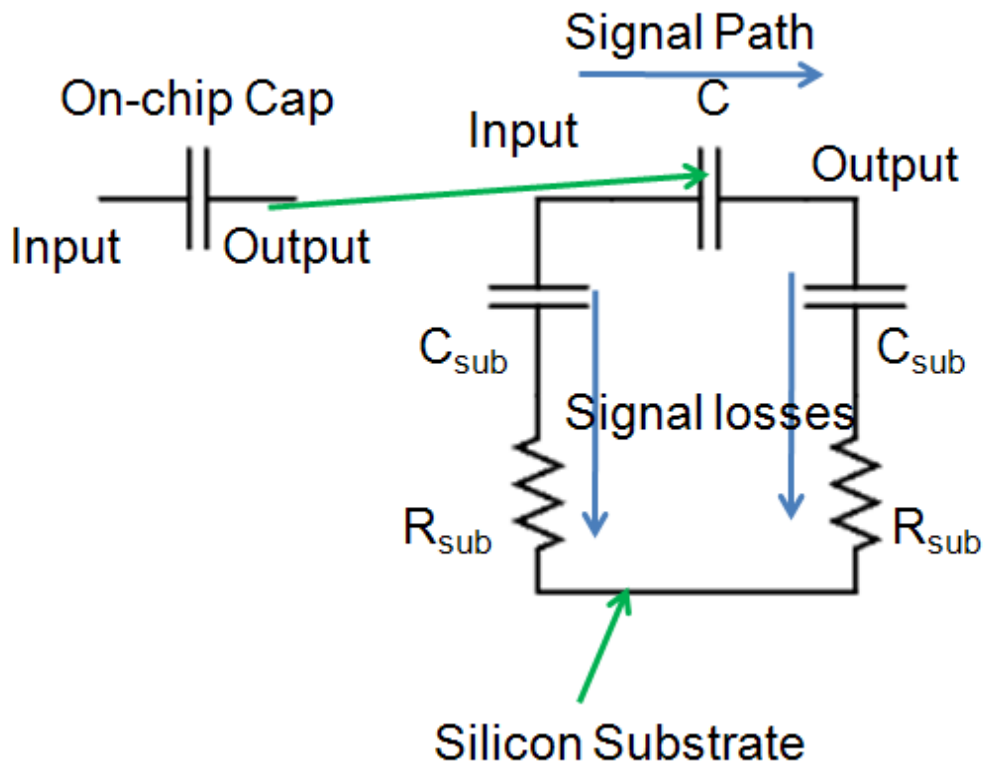 Signal Path
On-chip Cap
C
Input
Output
Input
Output
Csub
Csub
Signal losses
Rsub
Rsub
Silicon Substrate